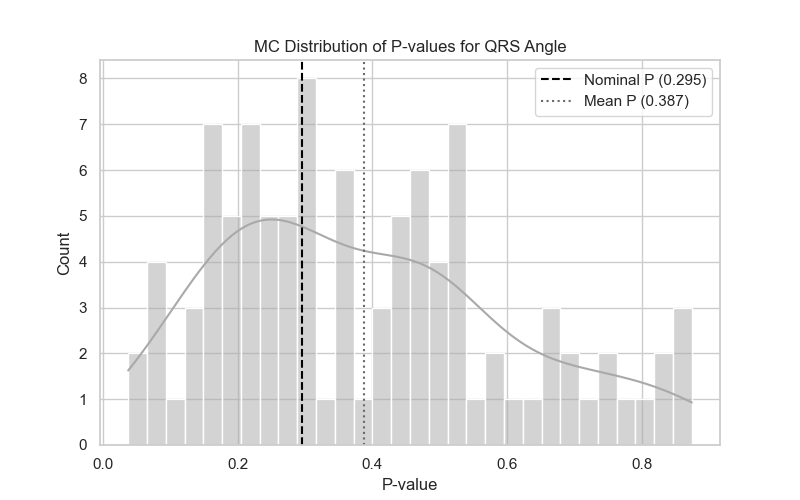 MC Distribution of P-values for QRS Angle
Nominal P (0.295)
Mean P (0.387)
Count
8
7
6
5
4
3
2
1
0
0.0 0.2 0.4 0.6 0.8
P-value